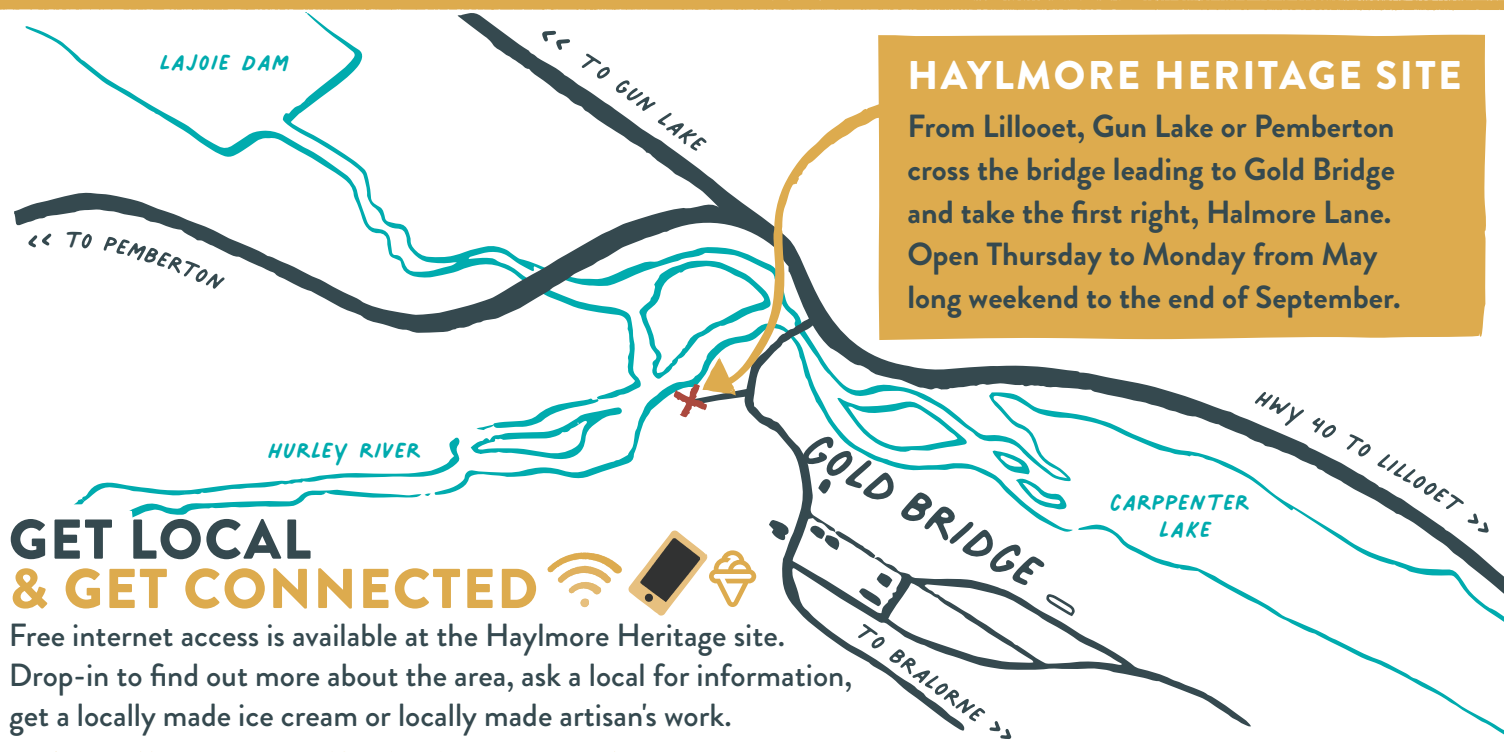 LAJOIE DAM
<< TO GUN LAKE
HAYLMORE HERITAGE SITE
From Lillooet, Gun Lake or Pemberton
cross the bridge leading to Gold Bridge
and take the first right, Halmore Lane.
Open Thursday to Monday from May
long weekend to the end of September.
<< TO PEMBERTON
HURLEY RIVER
HWY 40 TO LILLOOET >>
GOLD BRIDGE
CARPPENTER
LAKE
GET LOCAL
& GET CONNECTED
Free internet access is available at the Haylmore Heritage site.
Drop-in to find out more about the area, ask a local for information,
get a locally made ice cream or locally made artisan's work.
TO BRALORNE >>